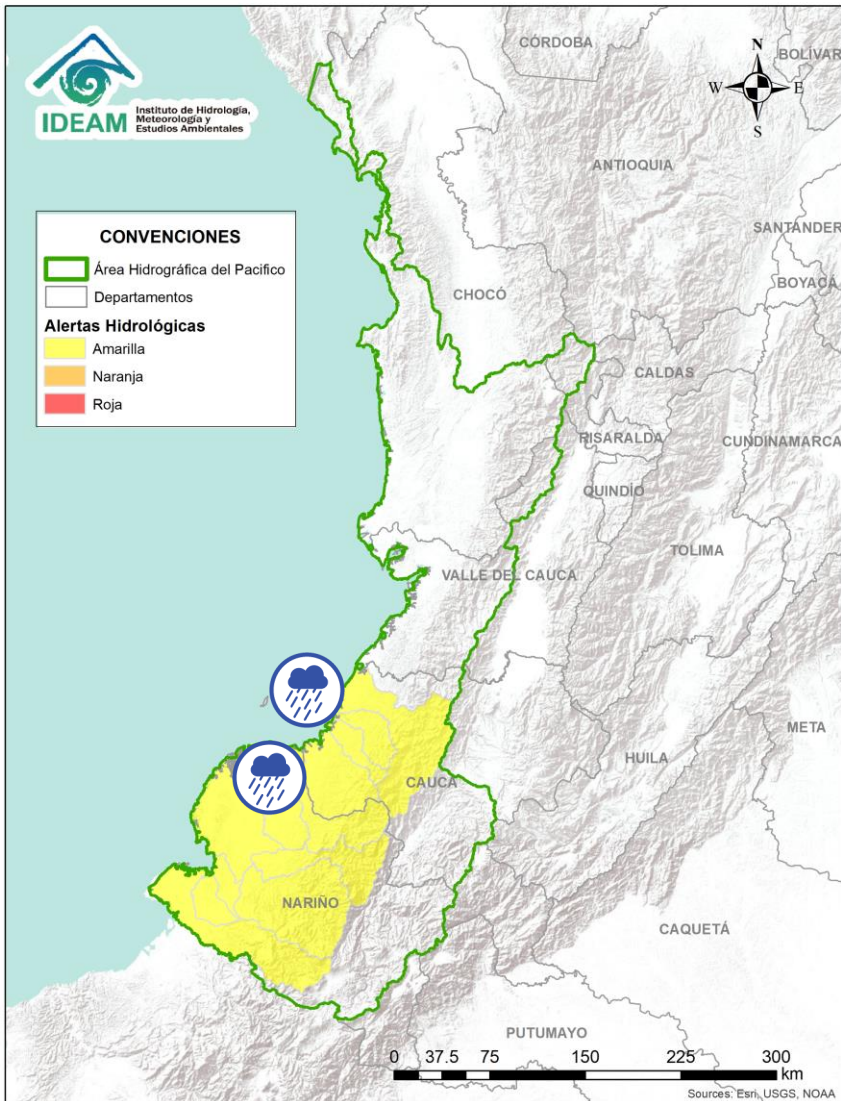 IDEAM
Instituto de Hidrología,
Meteorología y
Estudios Ambientales
CONVENCIONES
Área Hidrográfica del Pacifico
Departamentos
Alertas Hidrológicas
Amarilla
Naranja
Roja
N
W E
S
CÓRDOBA
BOLÍVAR
ANTIOQUIA
SANTANDER
BOYACÁ
CHOCÓ
CALDAS
RISARALDA
CUNDINAMARCA
QUINDÍO
TOLIMA
VALLE DEL CAUCA
META
HUILA
CAUCA
NARIÑO
CAQUETÁ
PUTUMAYO
0 37.5 75 150 225 300
km
Sources: Esri, USGS, NOAA